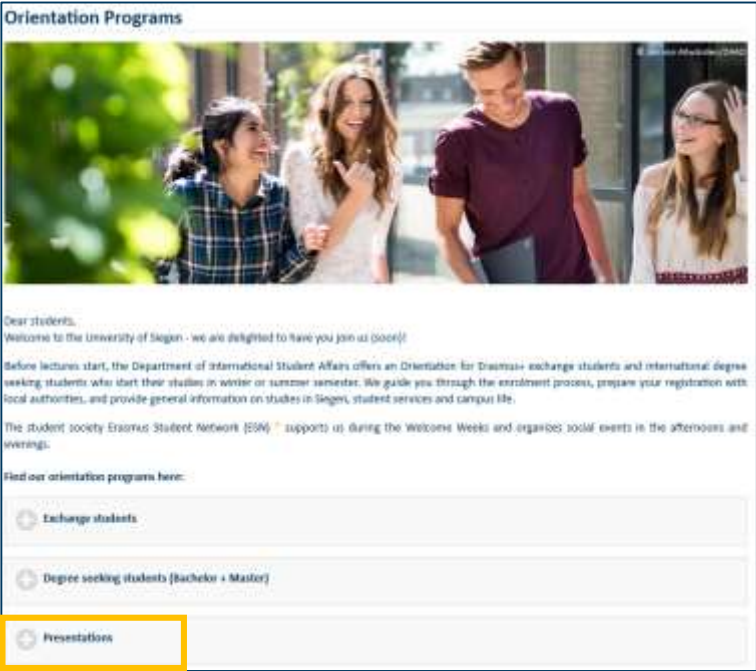 Orientation Programs
Dear students,
Welcome to the University of Siegen - we are delighted to have you join us (soon)!
Before lectures start, the Department of International Student Affairs offers an Orientation for Erasmus+ exchange students and international degree
seeking students who start their studies in winter or summer semester. We guide you through the enrolment process, prepare your registration with
local authorities, and provide general information on studies in Siegen, student services and campus life.
The student society Erasmus Student Network (ESN) supports us during the Welcome Weeks and organizes social events in the afternoons and
evenings.
Find our orientation programs here:
Exchange students
Degree seeking students (Bachelor + Master)
Presentations